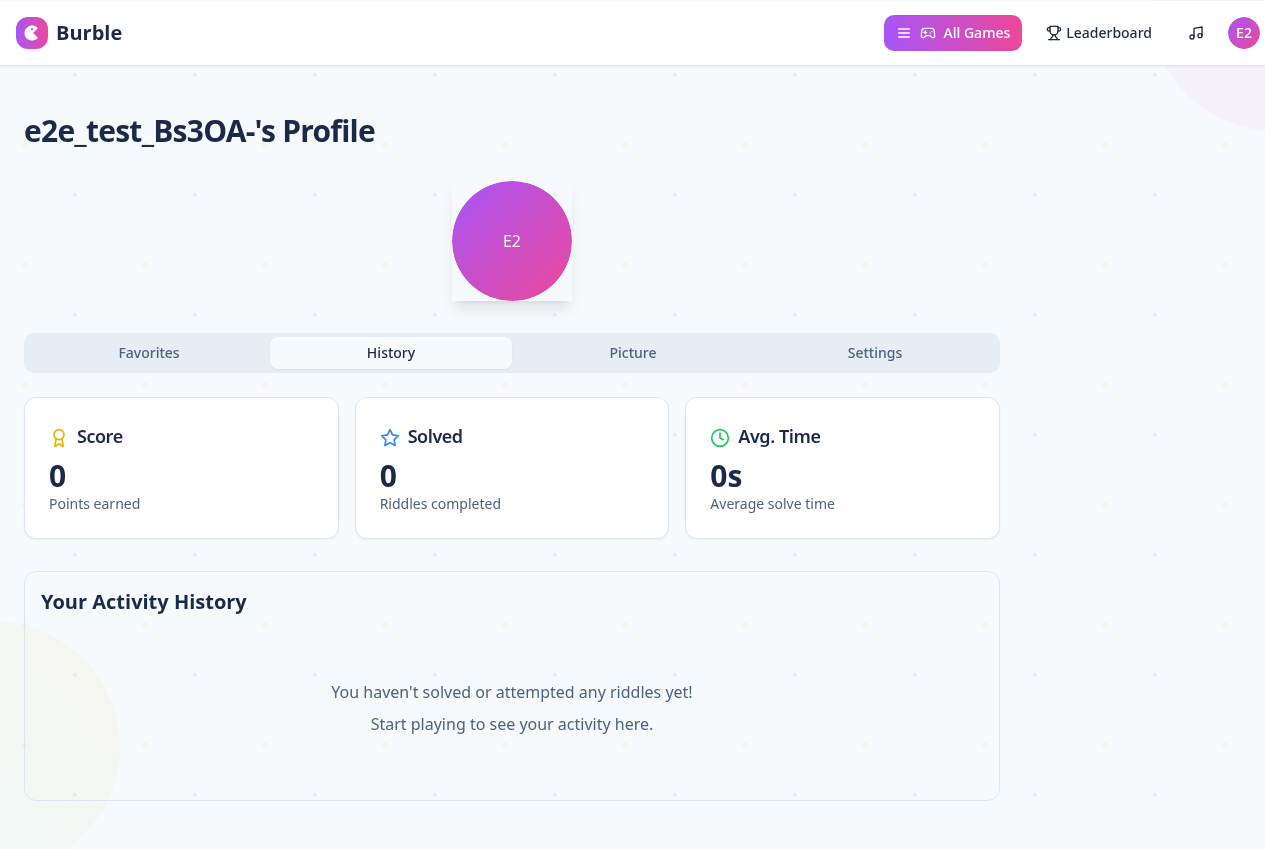 Burble
All Games
Leaderboard
E2
e2e_test_Bs3OA-'s Profile
E2
Favorites
History
Picture
Settings
Score
0
Points earned
Solved
0
Riddles completed
Avg. Time
0s
Average solve time
Your Activity History
You haven't solved or attempted any riddles yet!
Start playing to see your activity here.